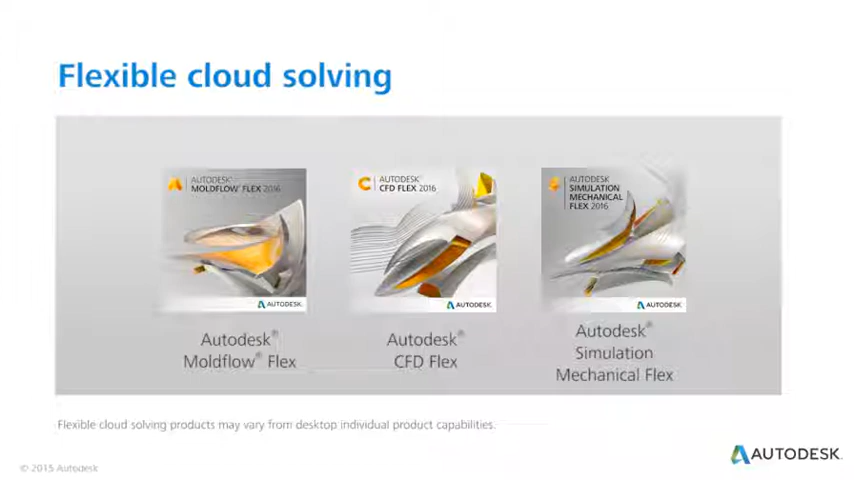 Flexible cloud solving
AUTODESK®
MOLDFLOW® FLEX 2016
AUTODESK.
AUTODESK®
CFD FLEX 2016
AUTODESK.
AUTODESK
SIMULATION
MECHANICAL
FLEX 2016
AUTODESK.
Autodesk®
Moldflow® Flex
Autodesk®
CFD Flex
Autodesk®
Simulation
Mechanical Flex
Flexible cloud solving products may vary from desktop individual product capabilities.
© 2015 Autodesk
AUTODESK.